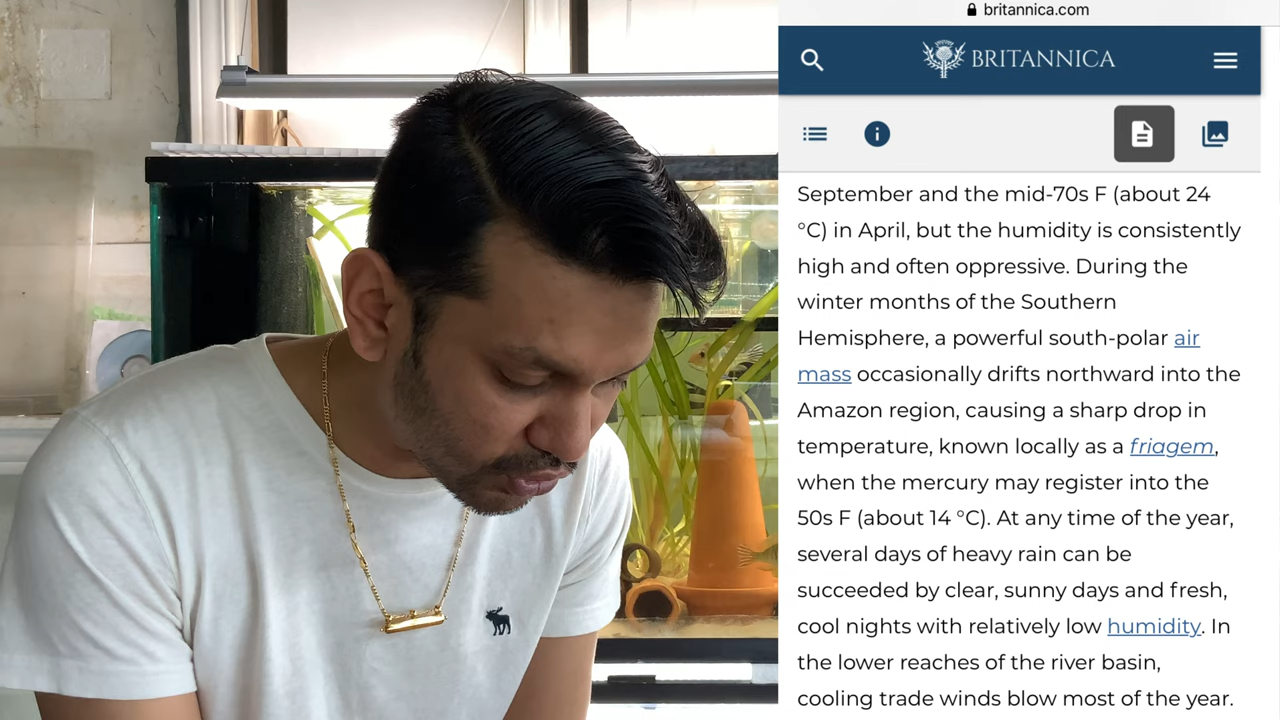 britannica.com
BRITANNICA
September and the mid-70s F (about 24
°C) in April, but the humidity is consistently
high and often oppressive. During the
winter months of the Southern
Hemisphere, a powerful south-polar air
mass occasionally drifts northward into the
Amazon region, causing a sharp drop in
temperature, known locally as a friagem,
when the mercury may register into the
50s F (about 14 °C). At any time of the year,
several days of heavy rain can be
succeeded by clear, sunny days and fresh,
cool nights with relatively low humidity. In
the lower reaches of the river basin,
cooling trade winds blow most of the year.